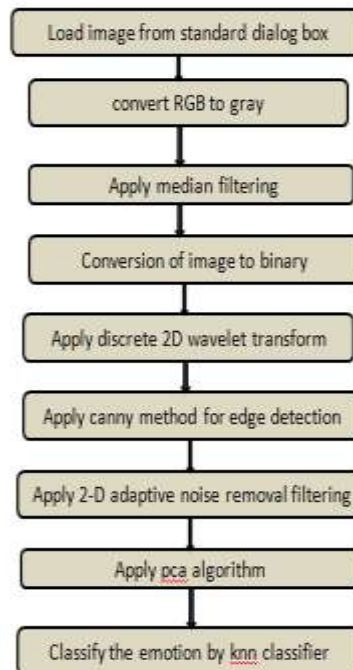 Load image from standard dialog box
convert RGB to gray
Apply median filtering
Conversion of image to binary
Apply discrete 2D wavelet transform
Apply canny method for edge detection
Apply 2-D adaptive noise removal filtering
Apply pca algorithm
Classify the emotion by knn classifier